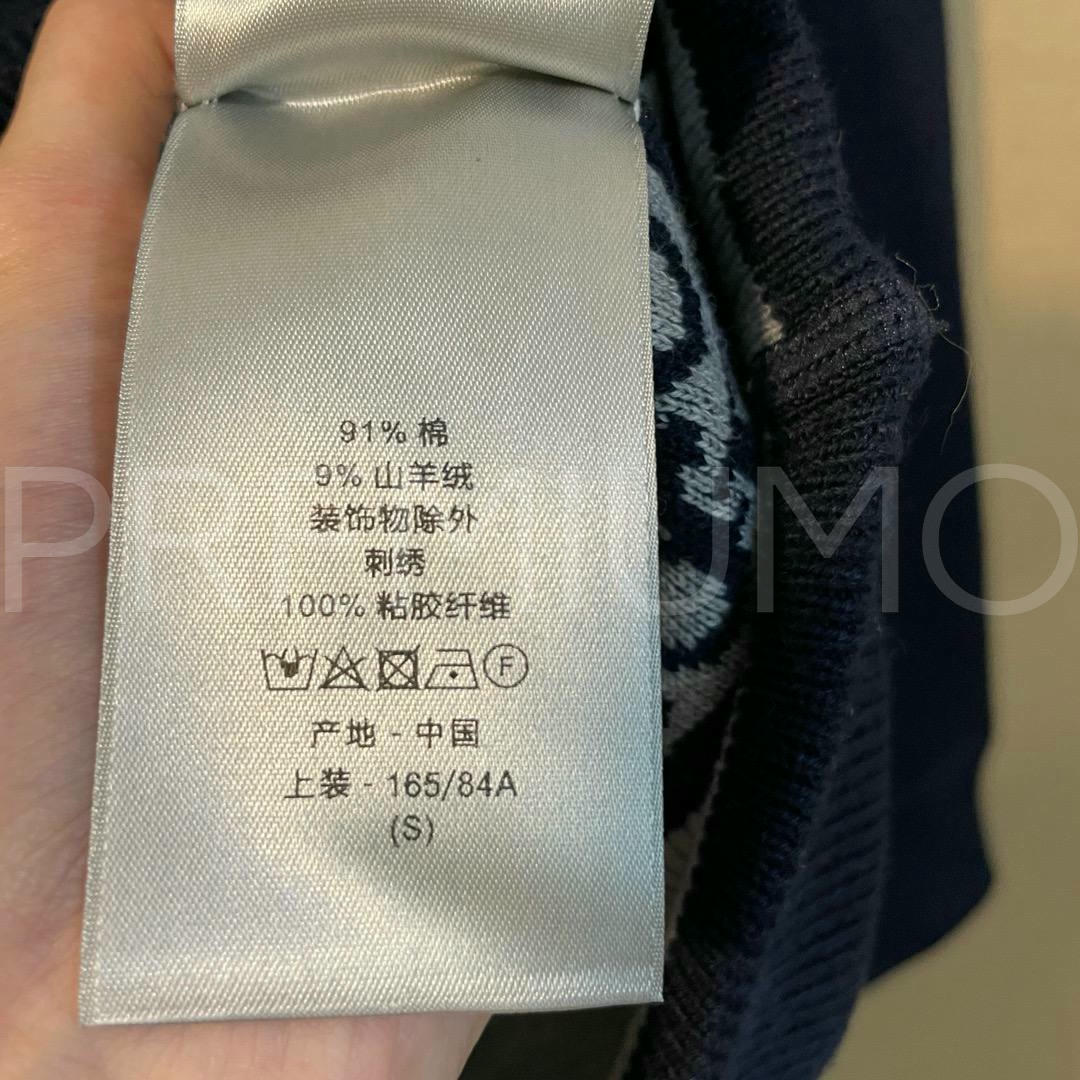 91% 棉
9% 山羊绒
装饰物除外
刺绣
100% 粘胶纤维
F
产地 - 中国
上装 - 165/84A
(S)
PREMIUMO